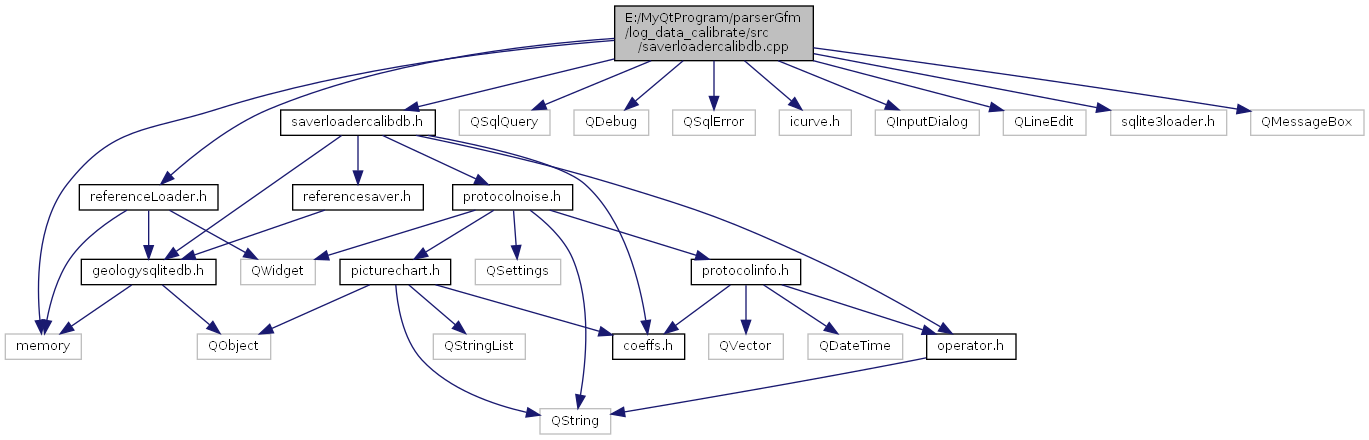 E:/MyQtProgram/parserGfm
/log_data_calibrate/src
/saverloadercalibdb.cpp
saverloadercalibdb.h
QSqlQuery
QDebug
QSqlError
icurve.h
QInputDialog
QLineEdit
sqlite3loader.h
QMessageBox
referenceLoader.h
referencesaver.h
protocolnoise.h
geologysqlitedb.h
QWidget
picturechart.h
QSettings
protocolinfo.h
memory
QObject
QStringList
coeffs.h
QVector
QDateTime
operator.h
QString